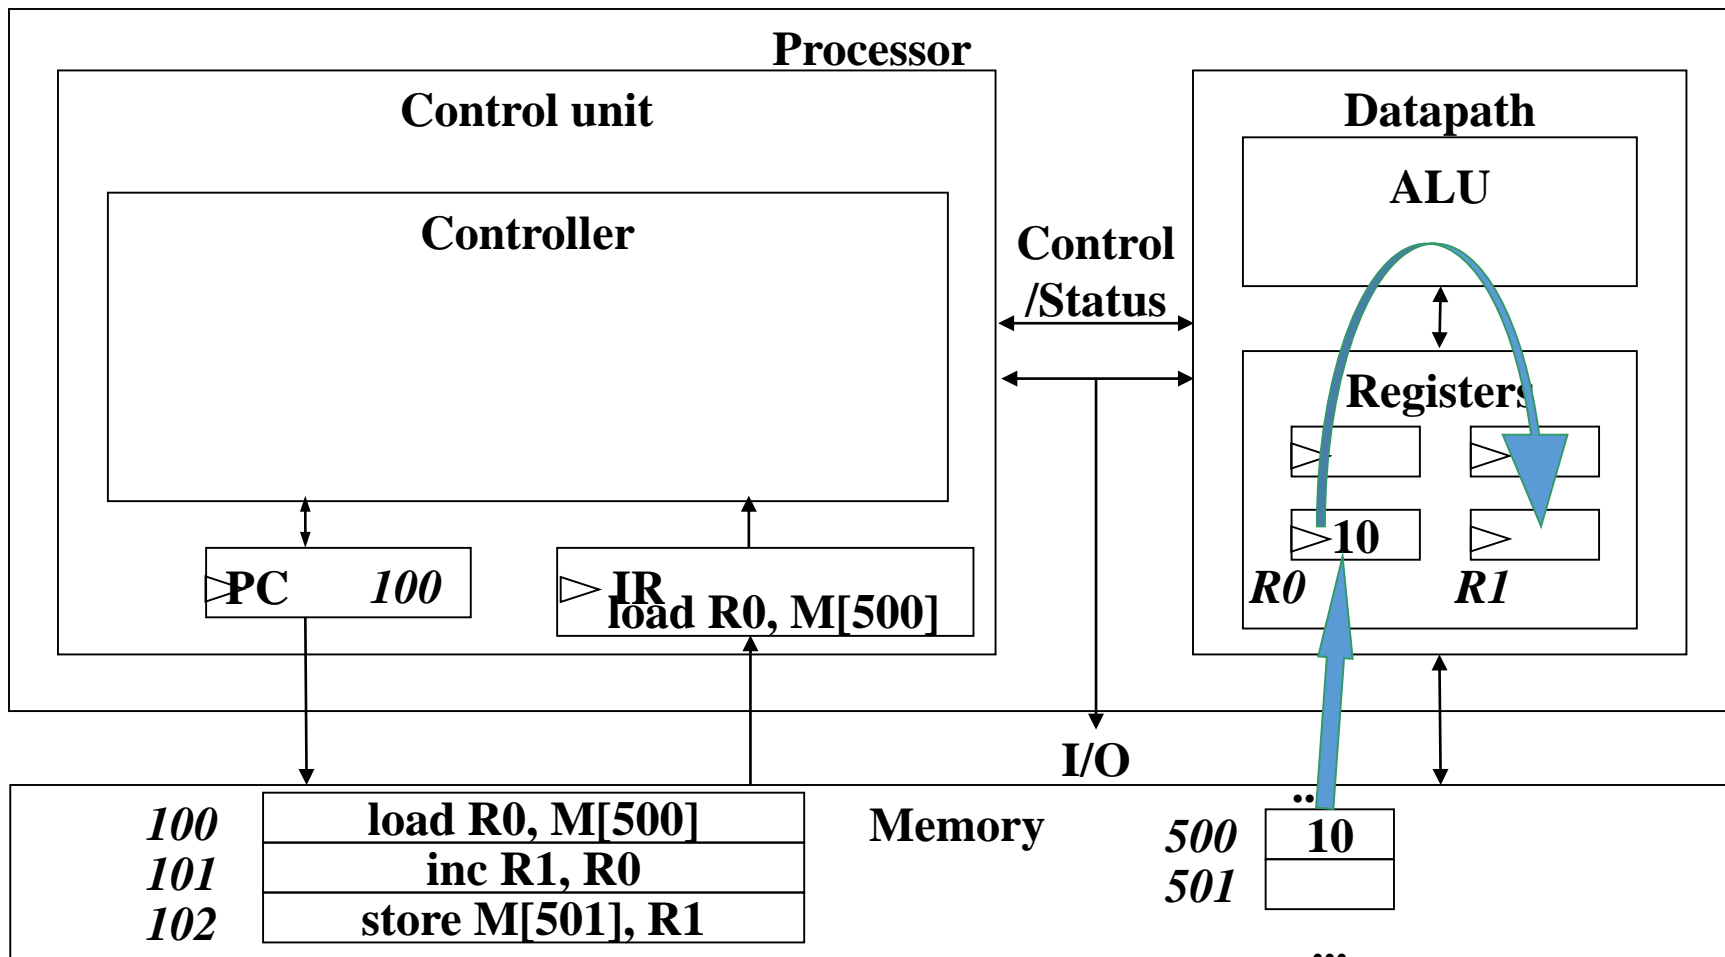 Processor
Control unit
Datapath
ALU
Controller
Control
/Status
Registers
10
R0
R1
PC 100
IR
load R0, M[500]
I/O
Memory
..
100 load R0, M[500]
101 inc R1, R0
102 store M[501], R1
500 10
501
...